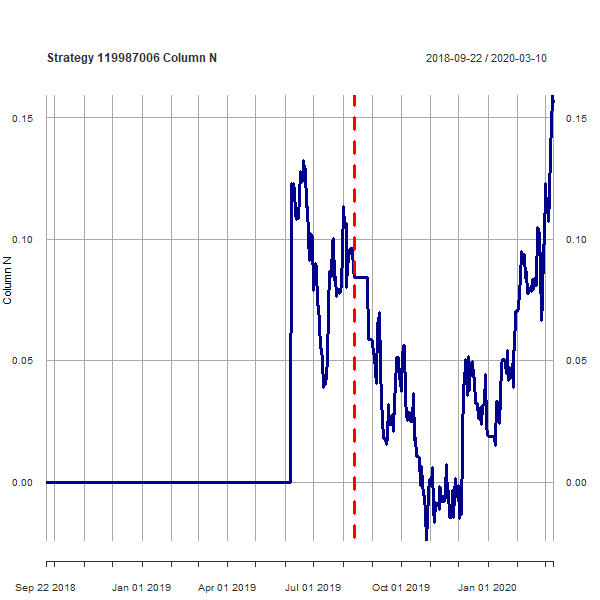 Strategy 119987006 Column N
2018-09-22 / 2020-03-10
Column N
0.15
0.10
0.05
0.00
0.15
0.10
0.05
0.00
Sep 22 2018
Jan 01 2019
Apr 01 2019
Jul 01 2019
Oct 01 2019
Jan 01 2020